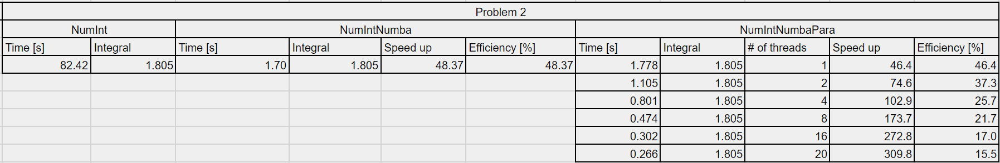 Problem 2
NumInt NumIntNumba NumIntNumbaPara
Time [s] Integral Time [s] Integral Speed up Efficiency [%] Time [s] Integral # of threads Speed up Efficiency [%]
82.42 1.805 1.70 1.805 48.37 48.37 1.778 1.805 1 46.4 46.4
1.105 1.805 2 74.6 37.3
0.801 1.805 4 102.9 25.7
0.474 1.805 8 173.7 21.7
0.302 1.805 16 272.8 17.0
0.266 1.805 20 309.8 15.5